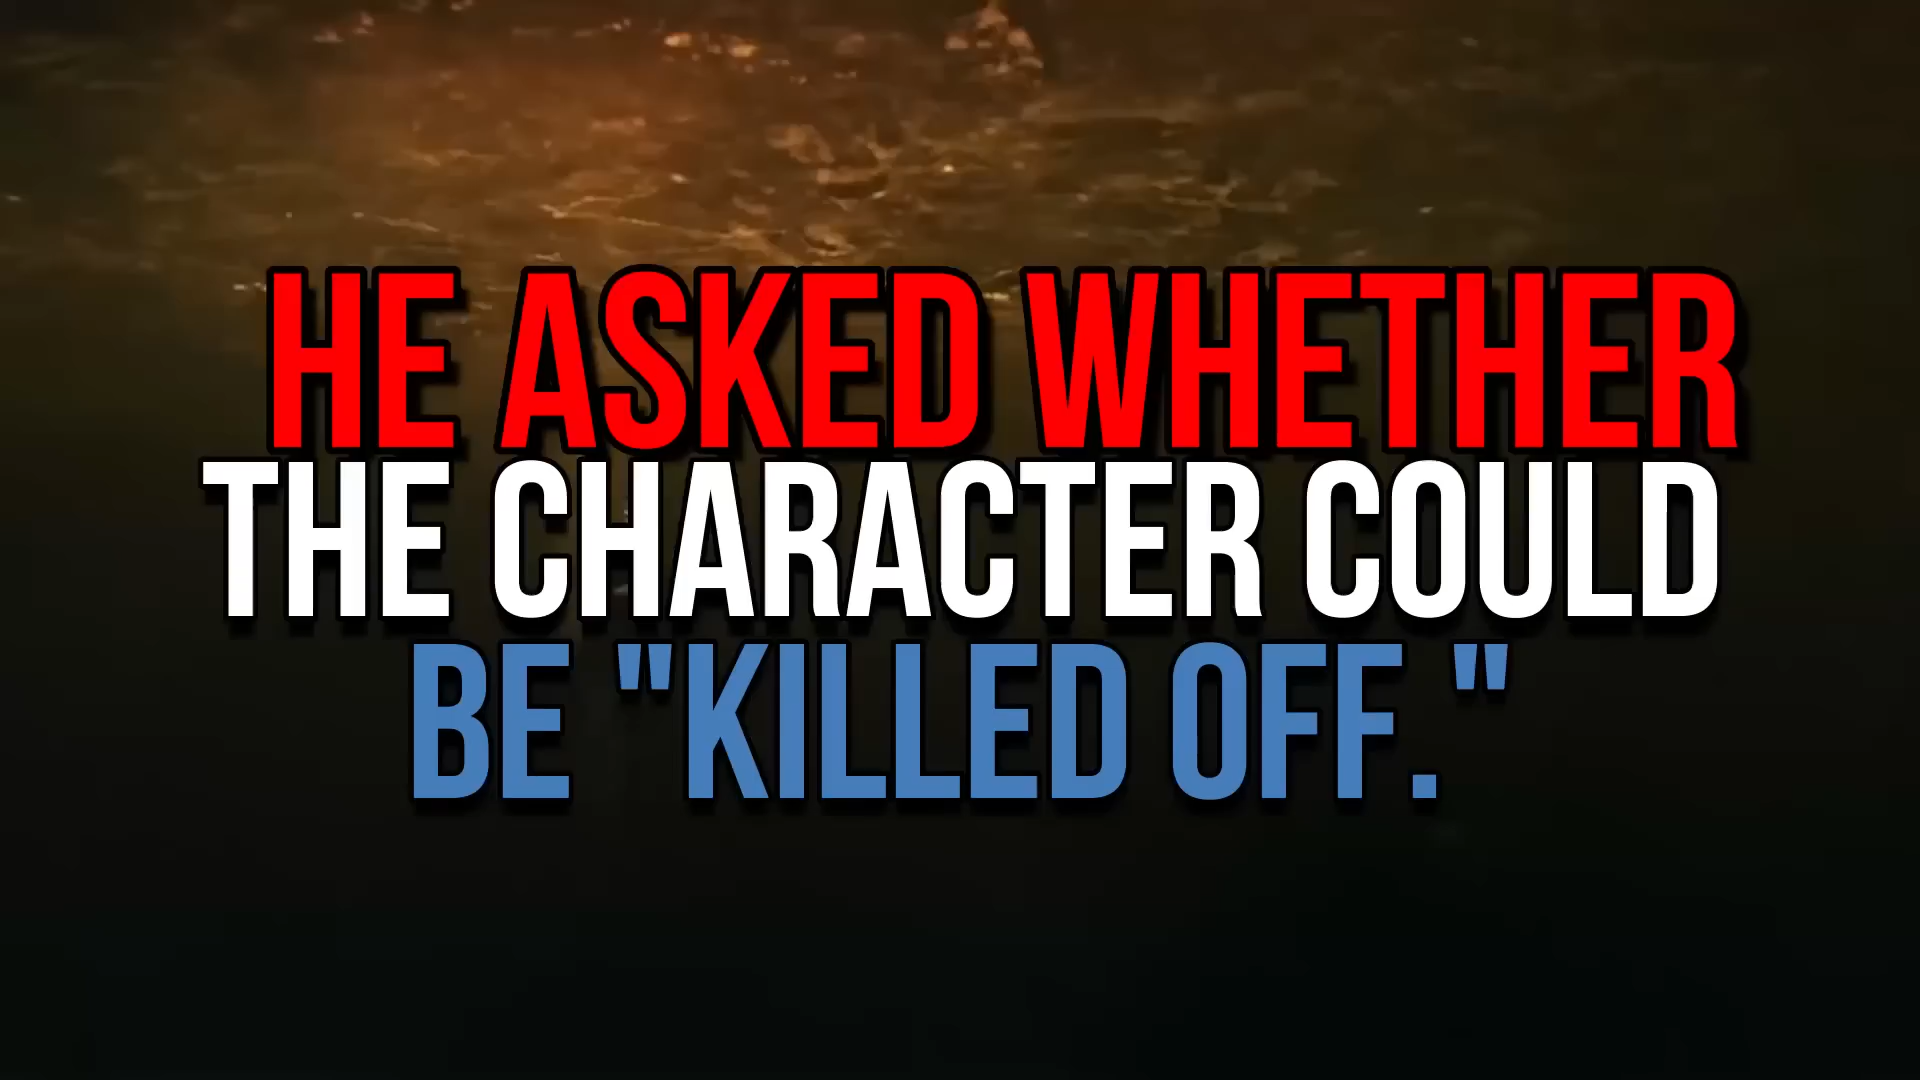 HE ASKED WHETHER
THE CHARACTER COULD
BE "KILLED OFF."